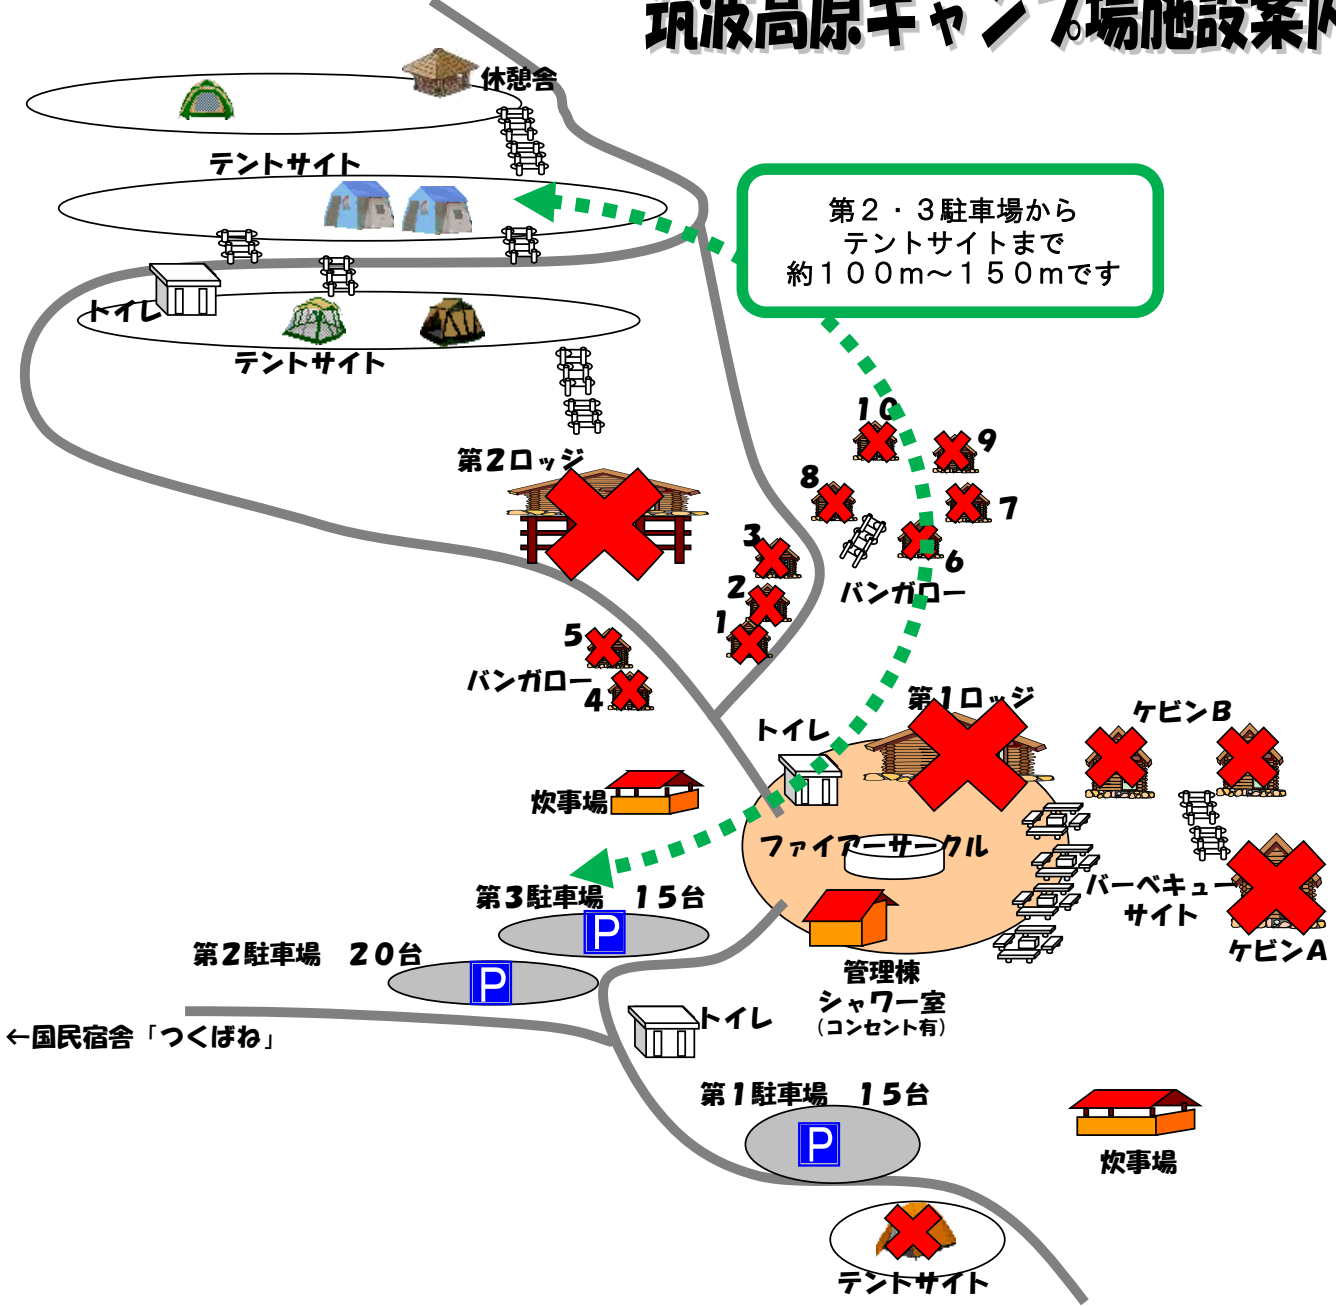 筑波高原キャンプ場施設案内
休憩舎
テントサイト
第２・３駐車場から
テントサイトまで
約１００ｍ～１５０ｍです
トイレ
テントサイト
第２ロッジ
１０
９
８
７
６
バンガロー
３
２
１
５
４
バンガロー
第１ロッジ
ケビンB
トイレ
炊事場
ファイアーサークル
バーベキュー
サイト
ケビンA
第３駐車場　１５台
P
第２駐車場　２０台
P
管理棟
シャワー室
（コンセント有）
トイレ
←国民宿舎「つくばね」
第１駐車場　１５台
P
炊事場
テントサイト